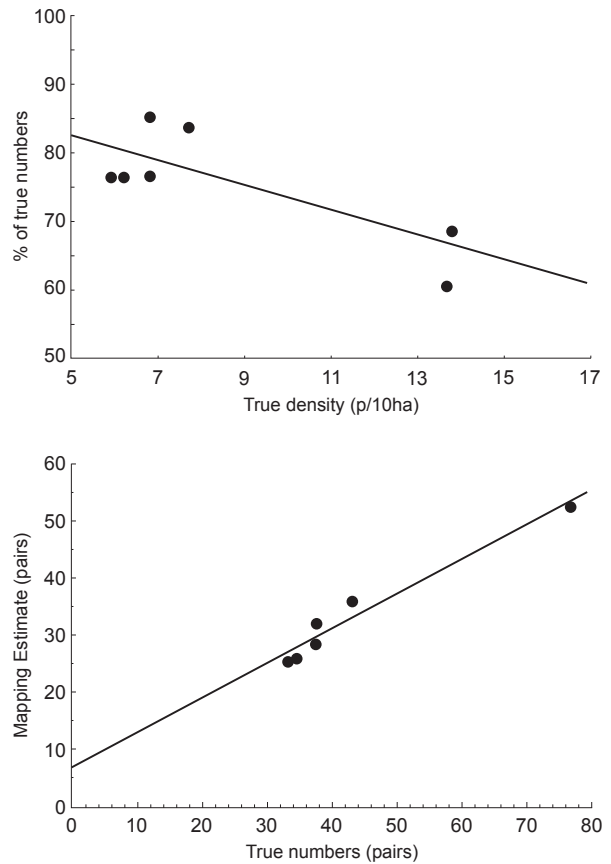 100
90
80
70
60
50
% of true numbers
5 7 9 11 13 15 17
True density (p/10ha)
60
50
40
30
20
10
0
Mapping Estimate (pairs)
0 10 20 30 40 50 60 70 80
True numbers (pairs)